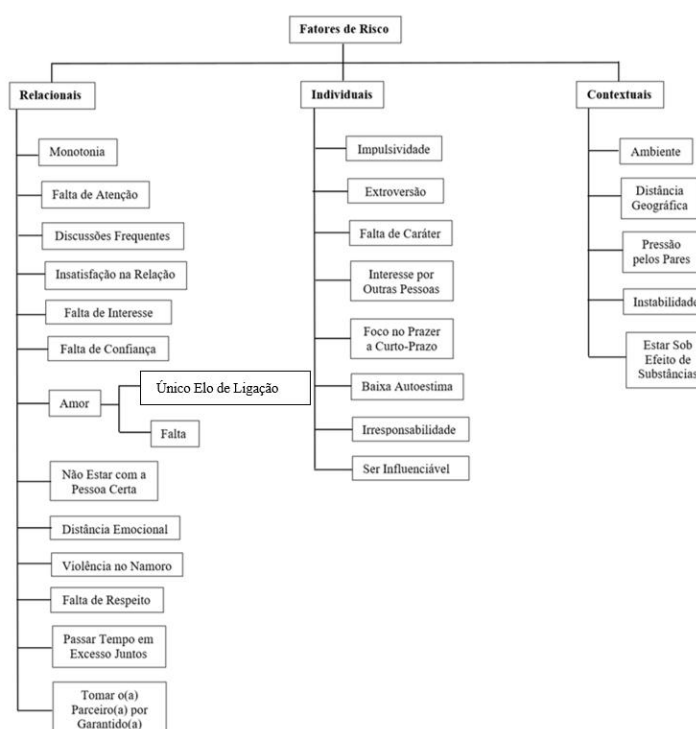 Fatores de Risco
Relacionais
Monotonia
Falta de Atenção
Discussões Frequentes
Insatisfação na Relação
Falta de Interesse
Falta de Confiança
Amor
Único Elo de Ligação
Falta
Não Estar com a
Pessoa Certa
Distância Emocional
Violência no Namoro
Falta de Respeito
Passar Tempo em
Excesso Juntos
Tomar o(a)
Parceiro(a) por
Garantido(a)
Individuais
Impulsividade
Extroversão
Falta de Caráter
Interesse por
Outras Pessoas
Foco no Prazer
a Curto-Prazo
Baixa Autoestima
Irresponsabilidade
Ser Influenciável
Contextuais
Ambiente
Distância
Geográfica
Pressão
pelos Pares
Instabilidade
Estar Sob
Efeito de
Substâncias